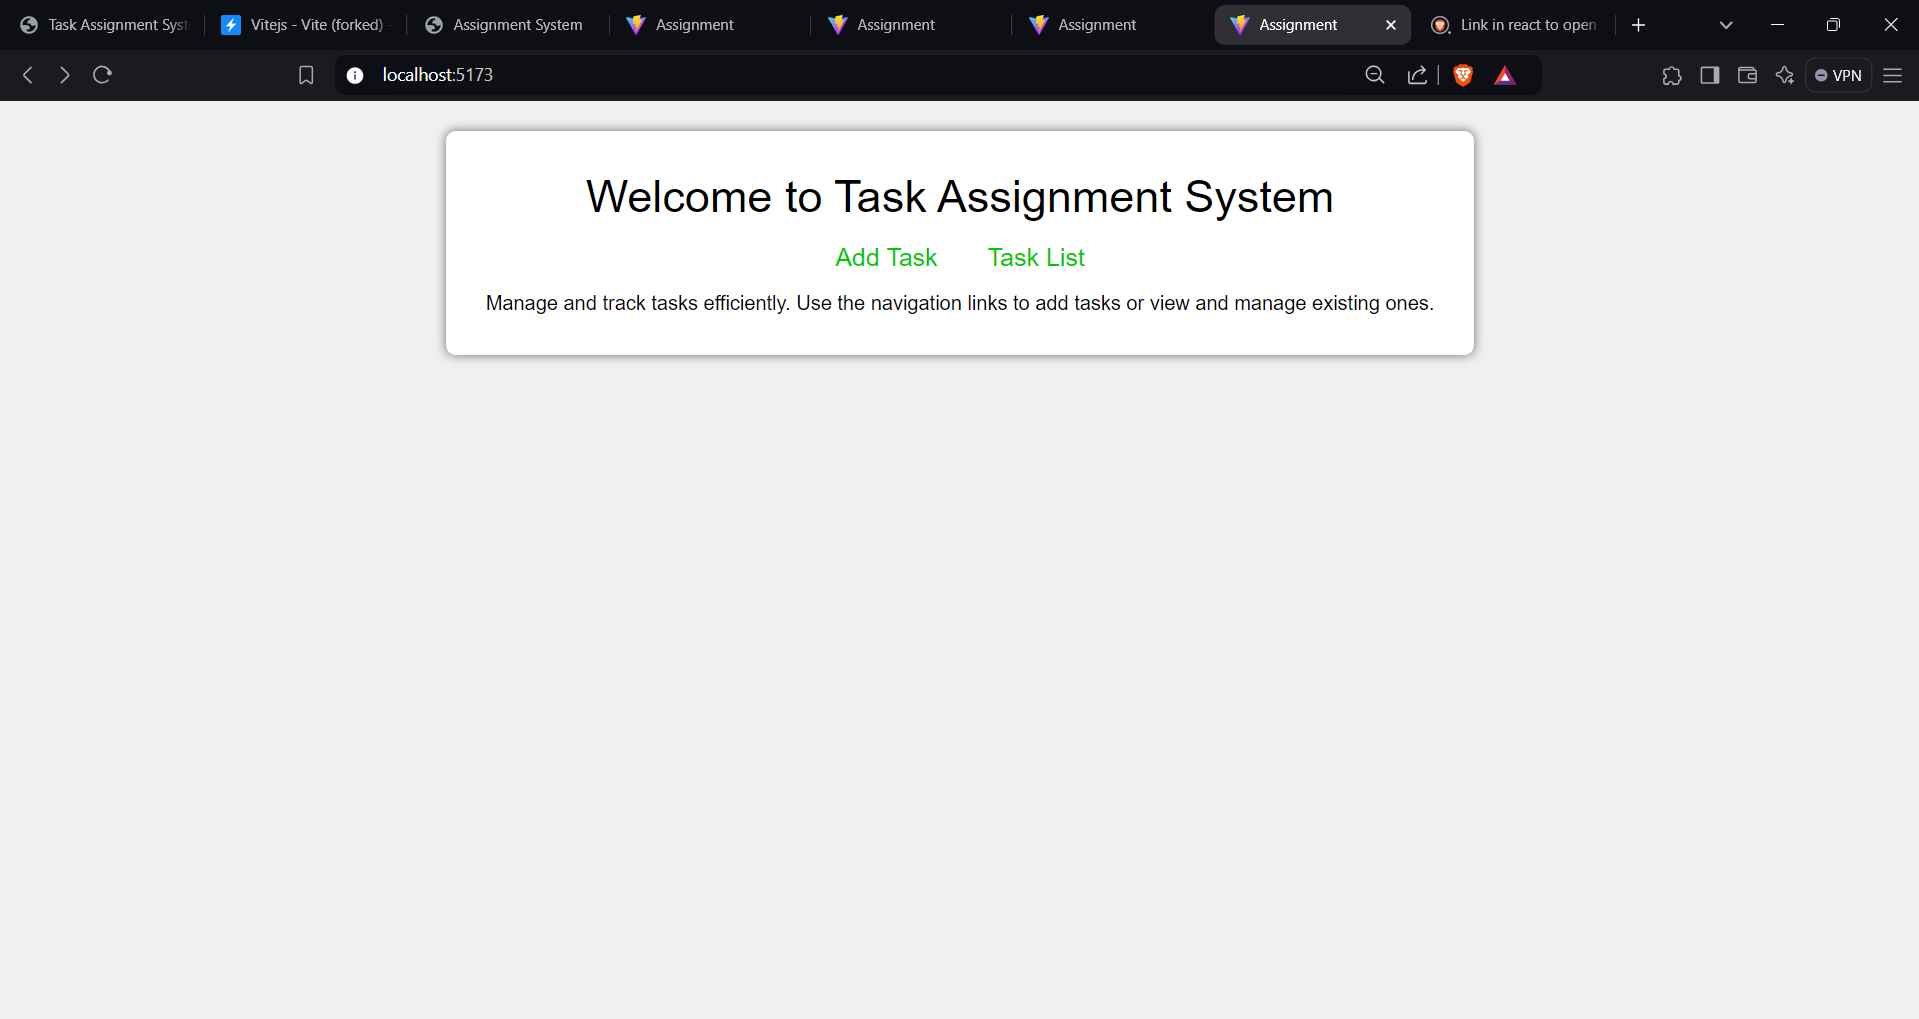 Task Assignment Syst
Vitejs - Vite (forked) -
Assignment System
Assignment
Assignment
Assignment
Assignment
Link in react to open
localhost:5173
VPN
Welcome to Task Assignment System
Add Task Task List
Manage and track tasks efficiently. Use the navigation links to add tasks or view and manage existing ones.